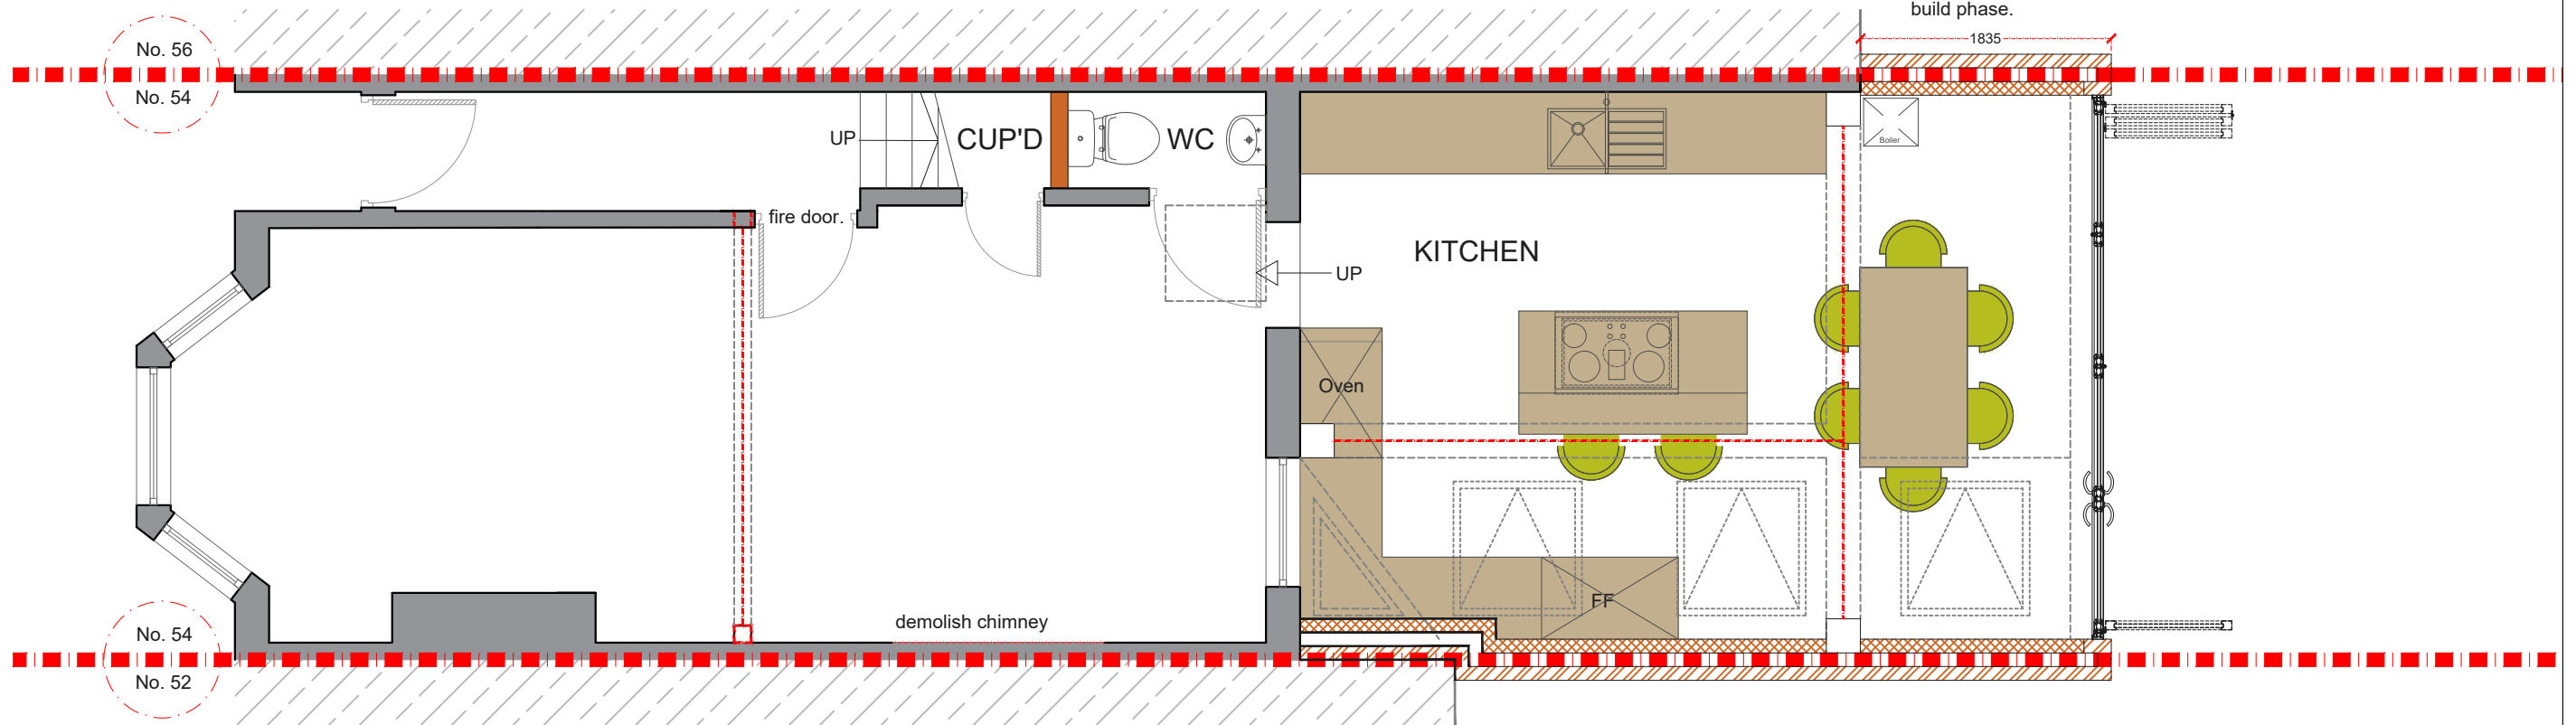 build phase.
1835
No. 56
No. 54
UP
CUP'D
WC
Boiler
fire door.
KITCHEN
UP
Oven
FF
demolish chimney
No. 54
No. 52